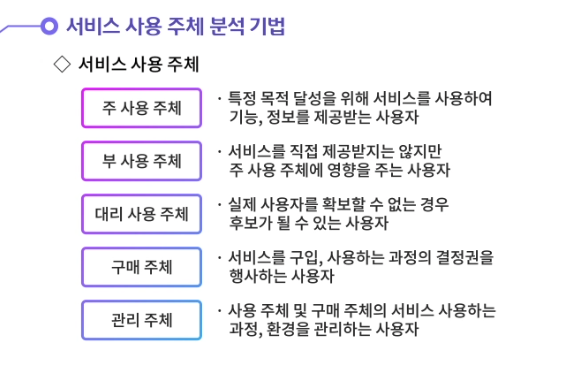 서비스 사용 주체 분석 기법
◇ 서비스 사용 주체
주 사용 주체
· 특정 목적 달성을 위해 서비스를 사용하여
기능, 정보를 제공받는 사용자
부 사용 주체
· 서비스를 직접 제공받지는 않지만
주 사용 주체에 영향을 주는 사용자
대리 사용 주체
· 실제 사용자를 확보할 수 없는 경우
후보가 될 수 있는 사용자
구매 주체
· 서비스를 구입, 사용하는 과정의 결정권을
행사하는 사용자
관리 주체
· 사용 주체 및 구매 주체의 서비스 사용하는
과정, 환경을 관리하는 사용자